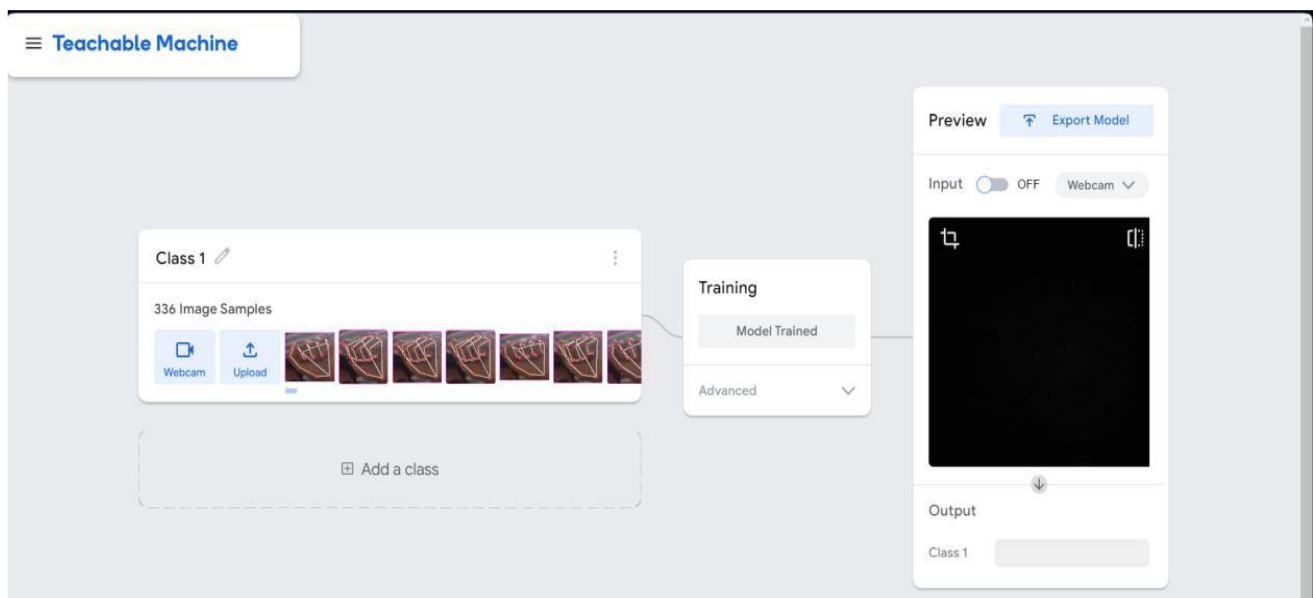 Teachable Machine
Class 1
336 Image Samples
Webcam
Upload
Add a class
Training
Model Trained
Advanced
Preview
Export Model
Input
OFF
Webcam
Output
Class 1